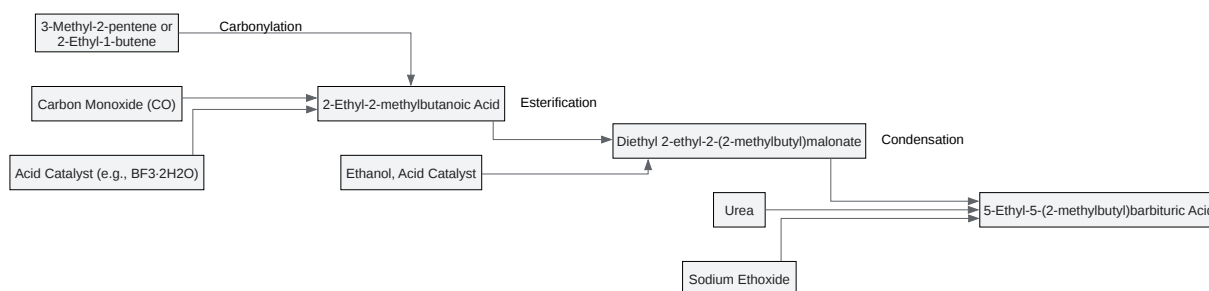 3-Methyl-2-pentene or
2-Ethyl-1-butene
Carbonylation
Carbon Monoxide (CO)
2-Ethyl-2-methylbutanoic Acid
Esterification
Acid Catalyst (e.g., BF3·2H2O)
Ethanol, Acid Catalyst
Diethyl 2-ethyl-2-(2-methylbutyl)malonate
Condensation
Urea
5-Ethyl-5-(2-methylbutyl)barbituric Acid
Sodium Ethoxide